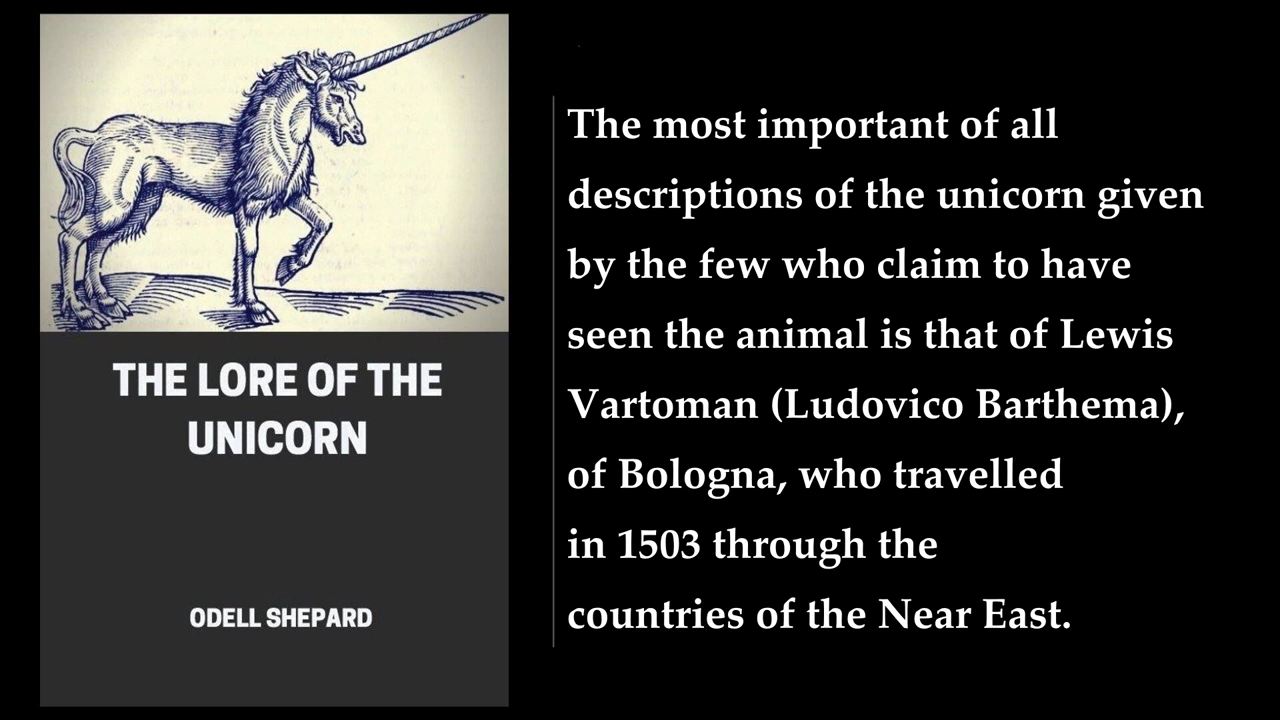 THE LORE OF THE
UNICORN
ODELL SHEPARD
The most important of all
descriptions of the unicorn given
by the few who claim to have
seen the animal is that of Lewis
Vartoman (Ludovico Barthema),
of Bologna, who travelled
in 1503 through the
countries of the Near East.